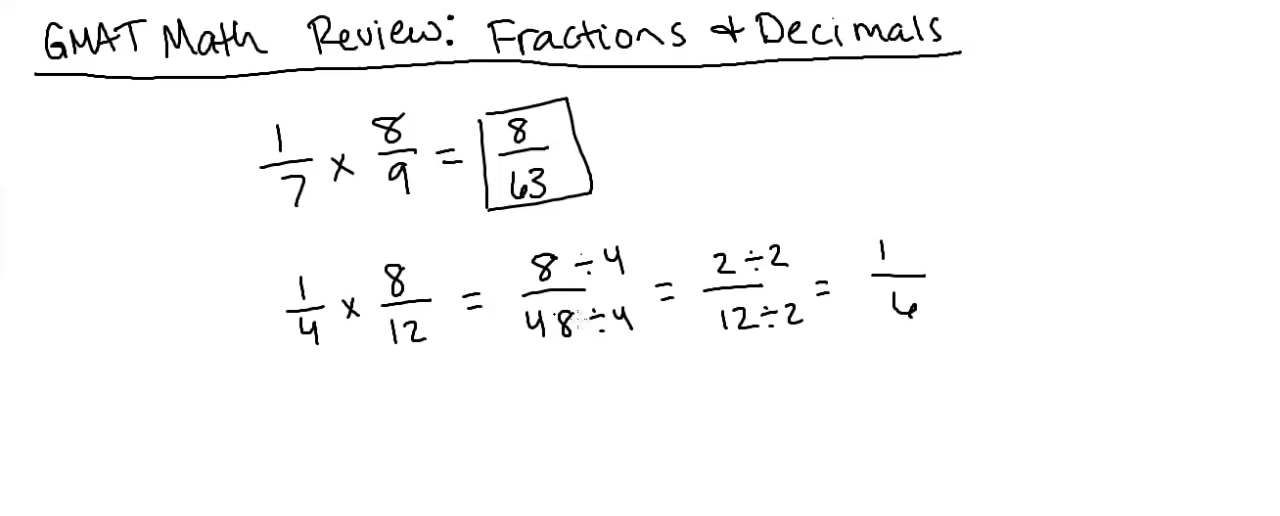 GMAT Math Review: Fractions & Decimals
1/7 × 8/9 = 8/63
1/4 × 8/12 = 8÷4/48÷4 = 2÷2/12÷2 = 1/6